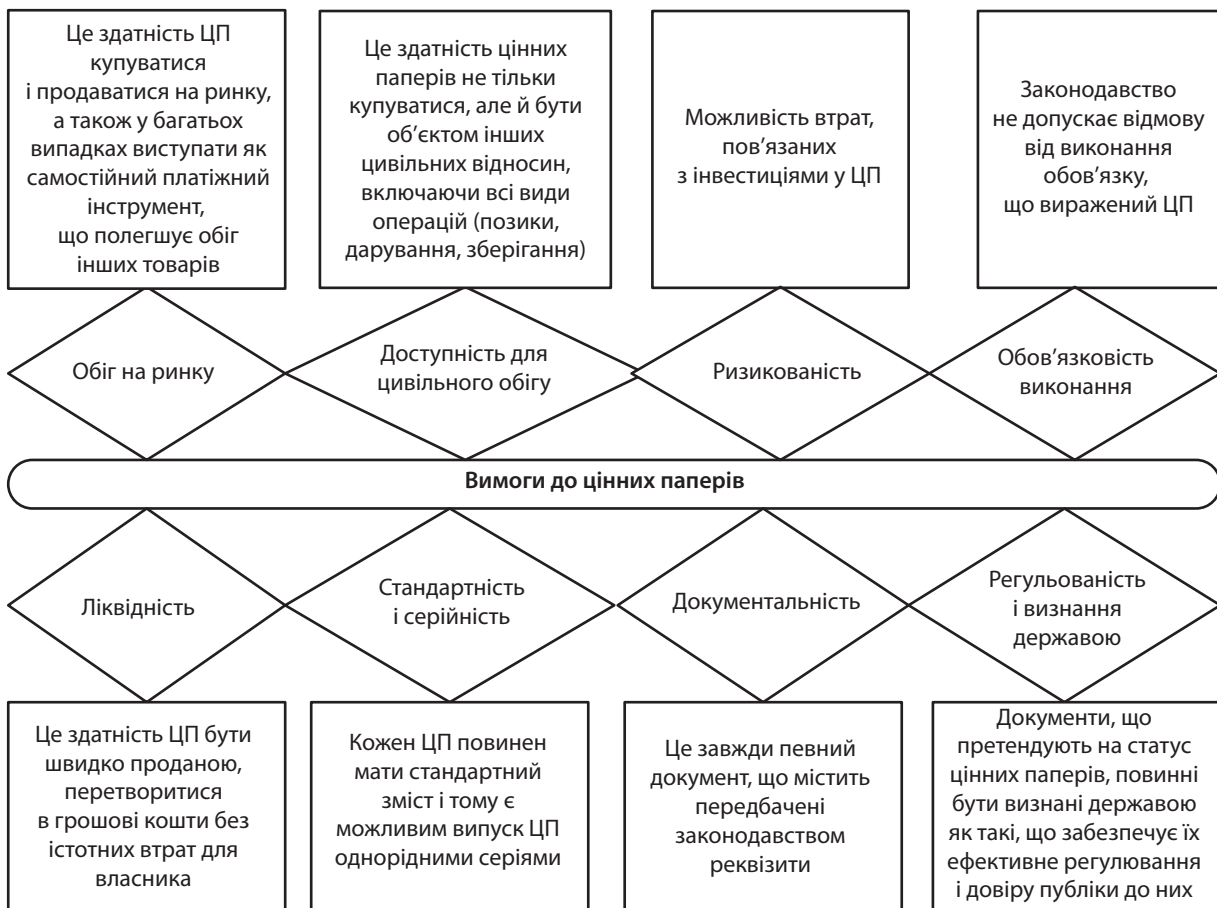 Це здатність ЦП
купуватися
і продаватися на ринку,
а також у багатьох
випадках виступати як
самостійний платіжний
інструмент,
що полегшує обіг
інших товарів
Це здатність цінних
паперів не тільки
купуватися, але й бути
об’єктом інших
цивільних відносин,
включаючи всі види
операцій (позики,
дарування, зберігання)
Можливість втрат,
пов’язаних
з інвестиціями у ЦП
Законодавство
не допускає відмову
від виконання
обов’язку,
що виражений ЦП
Обіг на ринку
Доступність для
цивільного обігу
Ризикованість
Обов’язковість
виконання
Вимоги до цінних паперів
Ліквідність
Стандартність
і серійність
Документальність
Регульованість
і визнання
державою
Це здатність ЦП бути
швидко проданою,
перетворитися
в грошові кошти без
істотних втрат для
власника
Кожен ЦП повинен
мати стандартний
зміст і тому є
можливим випуск ЦП
однорідними серіями
Це завжди певний
документ, що містить
передбачені
законодавством
реквізити
Документи, що
претендують на статус
цінних паперів, повинні
бути визнані державою
як такі, що забезпечує їх
ефективне регулювання
і довіру публіки до них